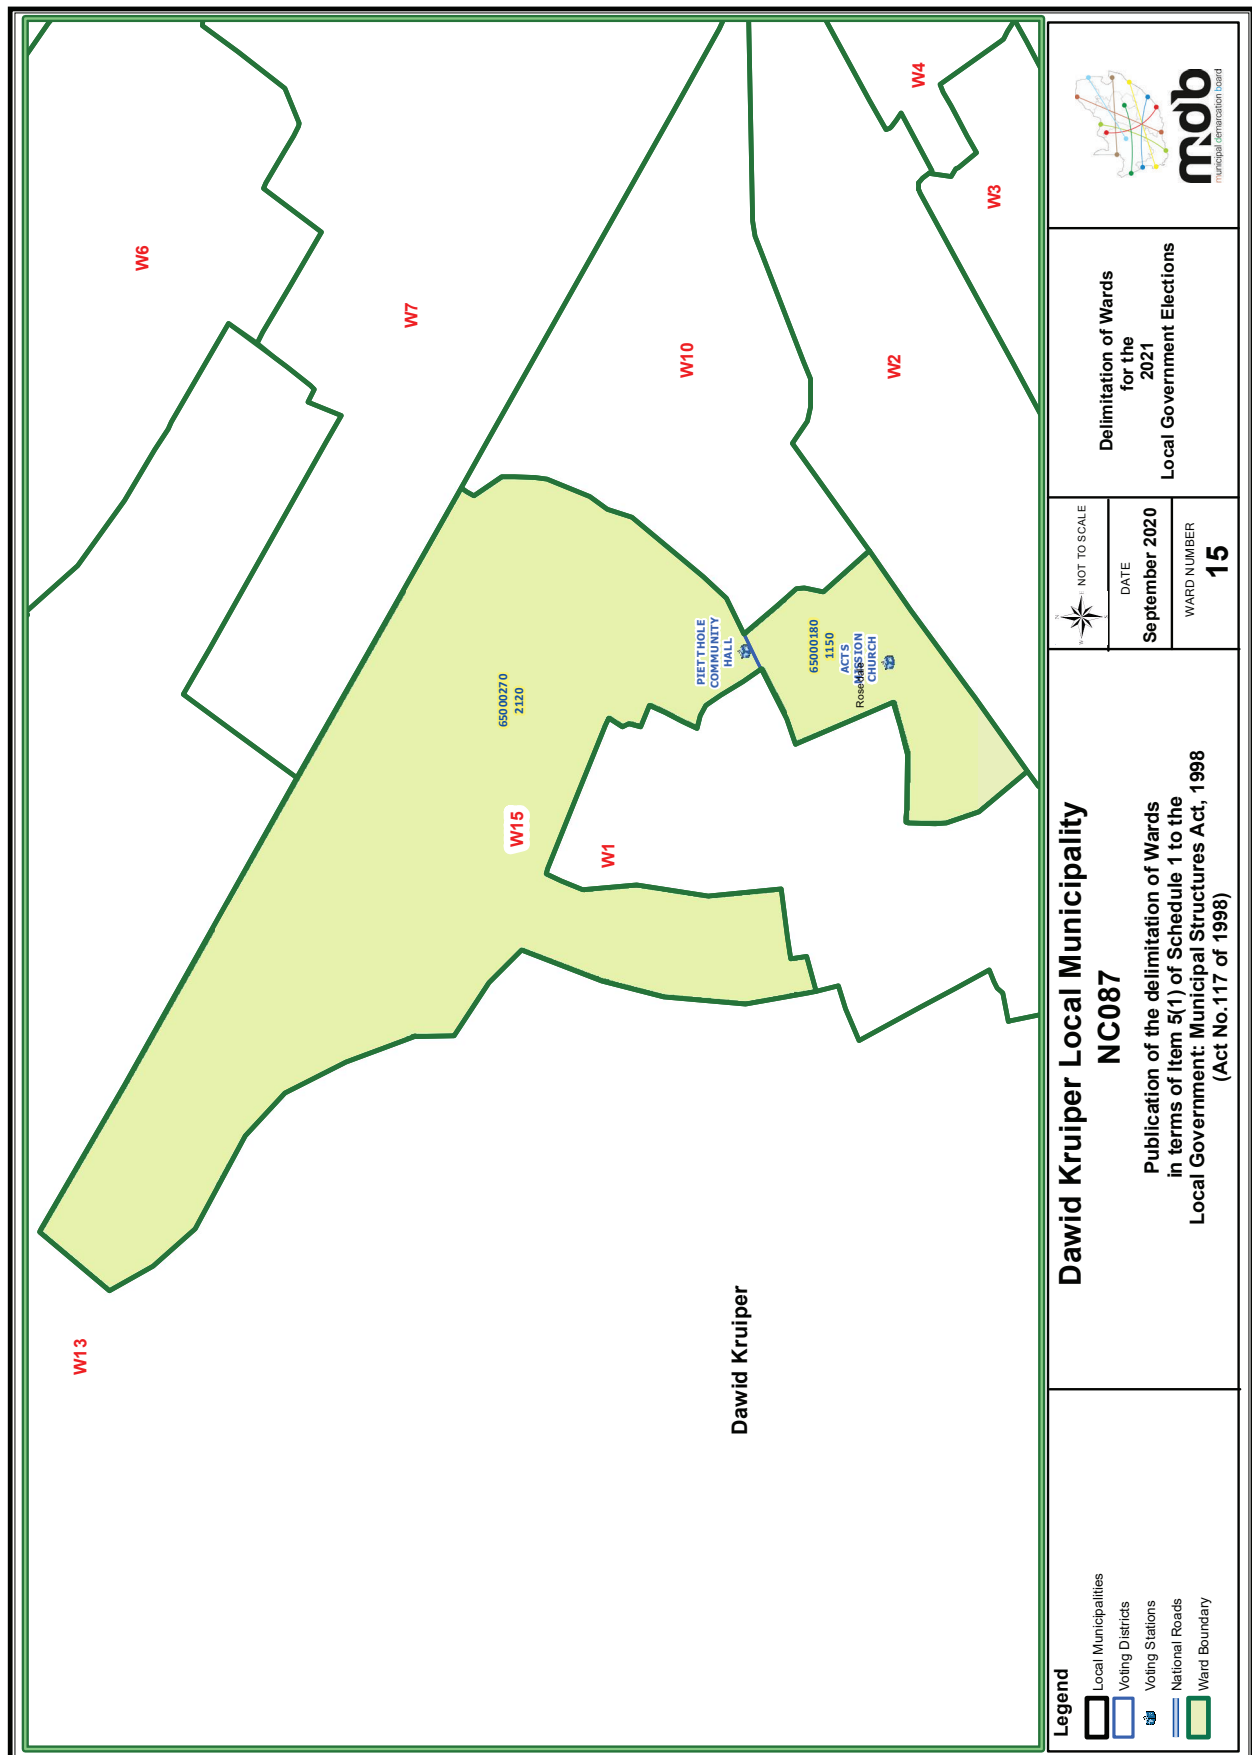 W13
W6
W7
W15
65000270
2120
W1
W10
PIET THOLE
COMMUNITY
HALL
Dawid Kruiper
65000180
1150
ACTS
MISSION
CHURCH
Rosedale
W2
W4
W3
Legend
Local Municipalities
Voting Districts
Voting Stations
National Roads
Ward Boundary
Dawid Kruiper Local Municipality
NC087
Publication of the delimitation of Wards
in terms of Item 5(1) of Schedule 1 to the
Local Government: Municipal Structures Act, 1998
(Act No.117 of 1998)
N
W
E
S
NOT TO SCALE
DATE
September 2020
WARD NUMBER
15
Delimitation of Wards
for the
2021
Local Government Elections
mdb
municipal demarcation board